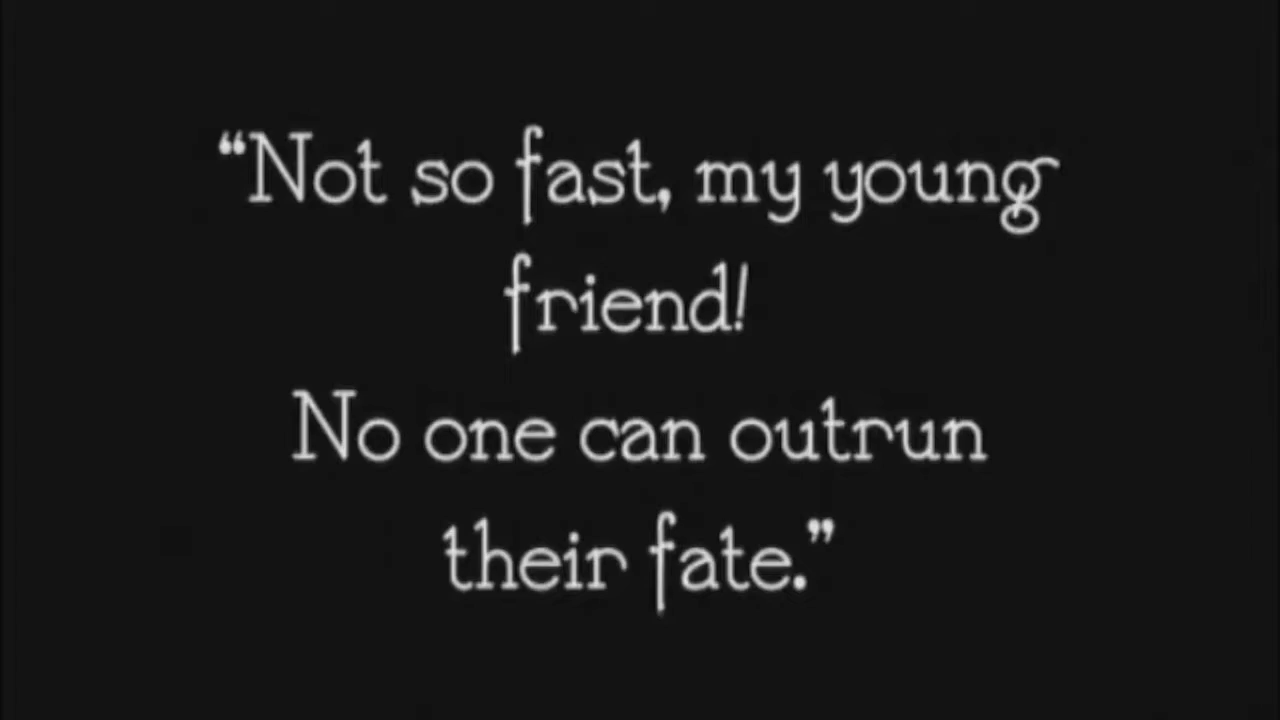 “Not so fast, my young
friend!
No one can outrun
their fate.”